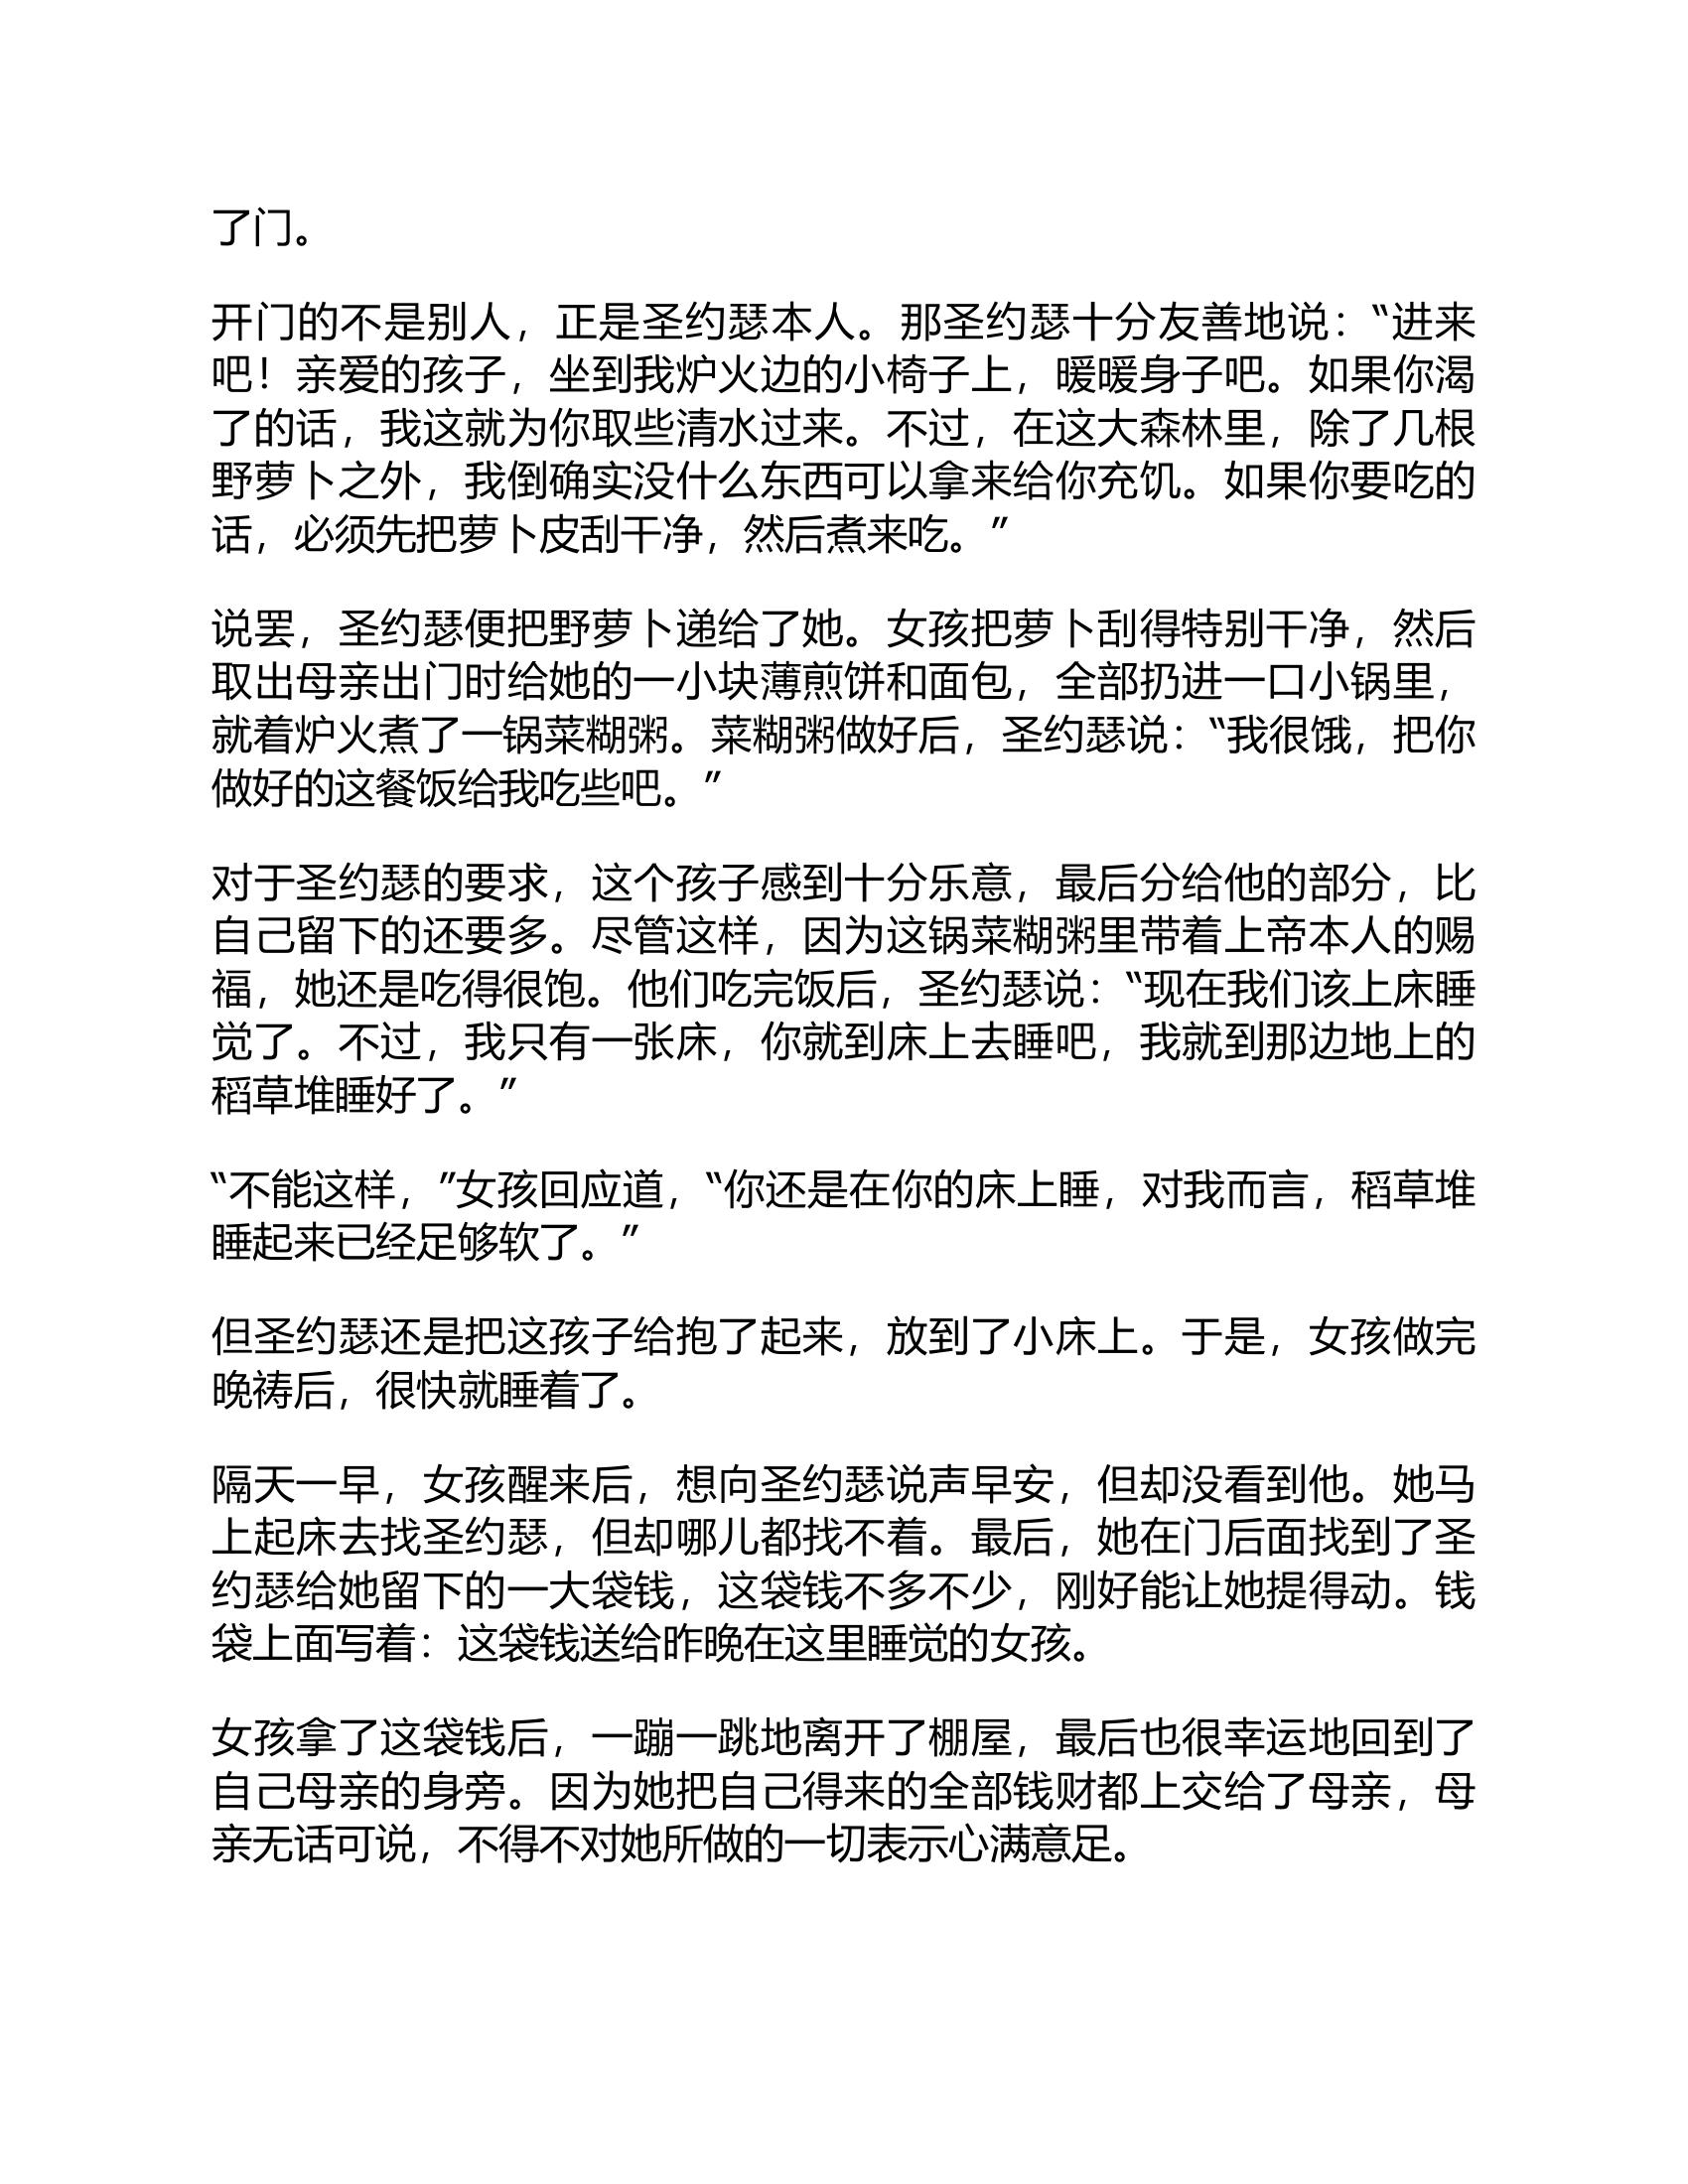 了门。
开门的不是别人，正是圣约瑟本人。那圣约瑟十分友善地说：“进来
吧！亲爱的孩子，坐到我炉火边的小椅子上，暖暖身子吧。如果你渴
了的话，我这就为你取些清水过来。不过，在这大森林里，除了几根
野萝卜之外，我倒确实没什么东西可以拿来给你充饥。如果你要吃的
话，必须先把萝卜皮刮干净，然后煮来吃。”
说罢，圣约瑟便把野萝卜递给了她。女孩把萝卜刮得特别干净，然后
取出母亲出门时给她的一小块薄煎饼和面包，全部扔进一口小锅里，
就着炉火煮了一锅菜糊粥。菜糊粥做好后，圣约瑟说：“我很饿，把你
做好的这餐饭给我吃些吧。”
对于圣约瑟的要求，这个孩子感到十分乐意，最后分给他的部分，比
自己留下的还要多。尽管这样，因为这锅菜糊粥里带着上帝本人的赐
福，她还是吃得很饱。他们吃完饭后，圣约瑟说：“现在我们该上床睡
觉了。不过，我只有一张床，你就到床上去睡吧，我就到那边地上的
稻草堆睡好了。”
“不能这样，”女孩回应道，“你还是在你的床上睡，对我而言，稻草堆
睡起来已经足够软了。”
但圣约瑟还是把这孩子给抱了起来，放到了小床上。于是，女孩做完
晚祷后，很快就睡着了。
隔天一早，女孩醒来后，想向圣约瑟说声早安，但却没看到他。她马
上起床去找圣约瑟，但却哪儿都找不着。最后，她在门后面找到了圣
约瑟给她留下的一大袋钱，这袋钱不多不少，刚好能让她提得动。钱
袋上面写着：这袋钱送给昨晚在这里睡觉的女孩。
女孩拿了这袋钱后，一蹦一跳地离开了棚屋，最后也很幸运地回到了
自己母亲的身旁。因为她把自己得来的全部钱财都上交给了母亲，母
亲无话可说，不得不对她所做的一切表示心满意足。